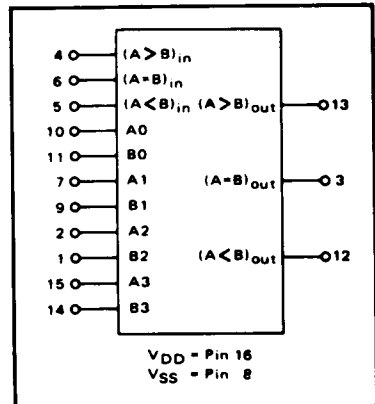 4 (A>B)in
6 (A=B)in
5 (A<B)in (A>B)out 13
10 A0
11 B0
7 A1 (A=B)out 3
9 B1
2 A2
1 B2 (A<B)out 12
15 A3
14 B3
VDD = Pin 16
VSS = Pin 8